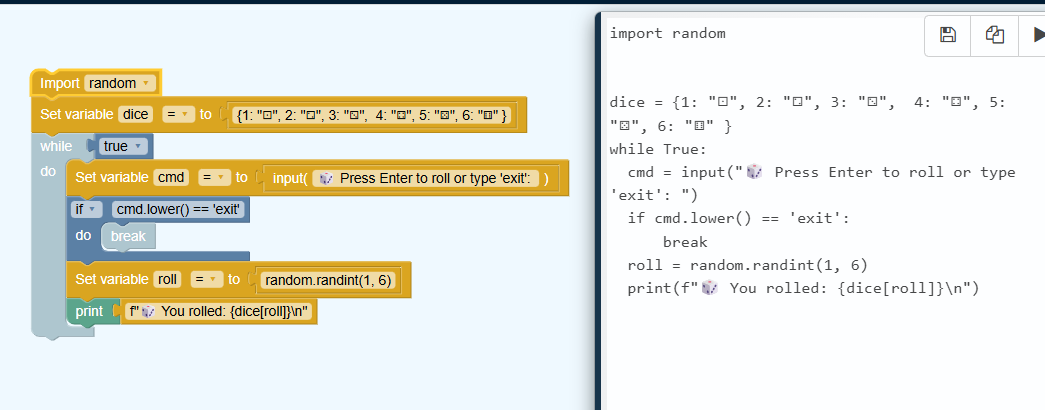 Import random
Set variable dice = to {1: "⚀", 2: "⚁", 3: "⚂", 4: "⚃", 5: "⚄", 6: "⚅" }
while true
do Set variable cmd = to input( 🎲 Press Enter to roll or type 'exit': )
if cmd.lower() == 'exit'
do break
Set variable roll = to random.randint(1, 6)
print f"🎲 You rolled: {dice[roll]}\n"
import random
dice = {1: "⚀", 2: "⚁", 3: "⚂",  4: "⚃", 5:
"⚄", 6: "⚅" }
while True:
  cmd = input("🎲 Press Enter to roll or type
'exit': ")
  if cmd.lower() == 'exit':
      break
  roll = random.randint(1, 6)
  print(f"🎲 You rolled: {dice[roll]}\n")